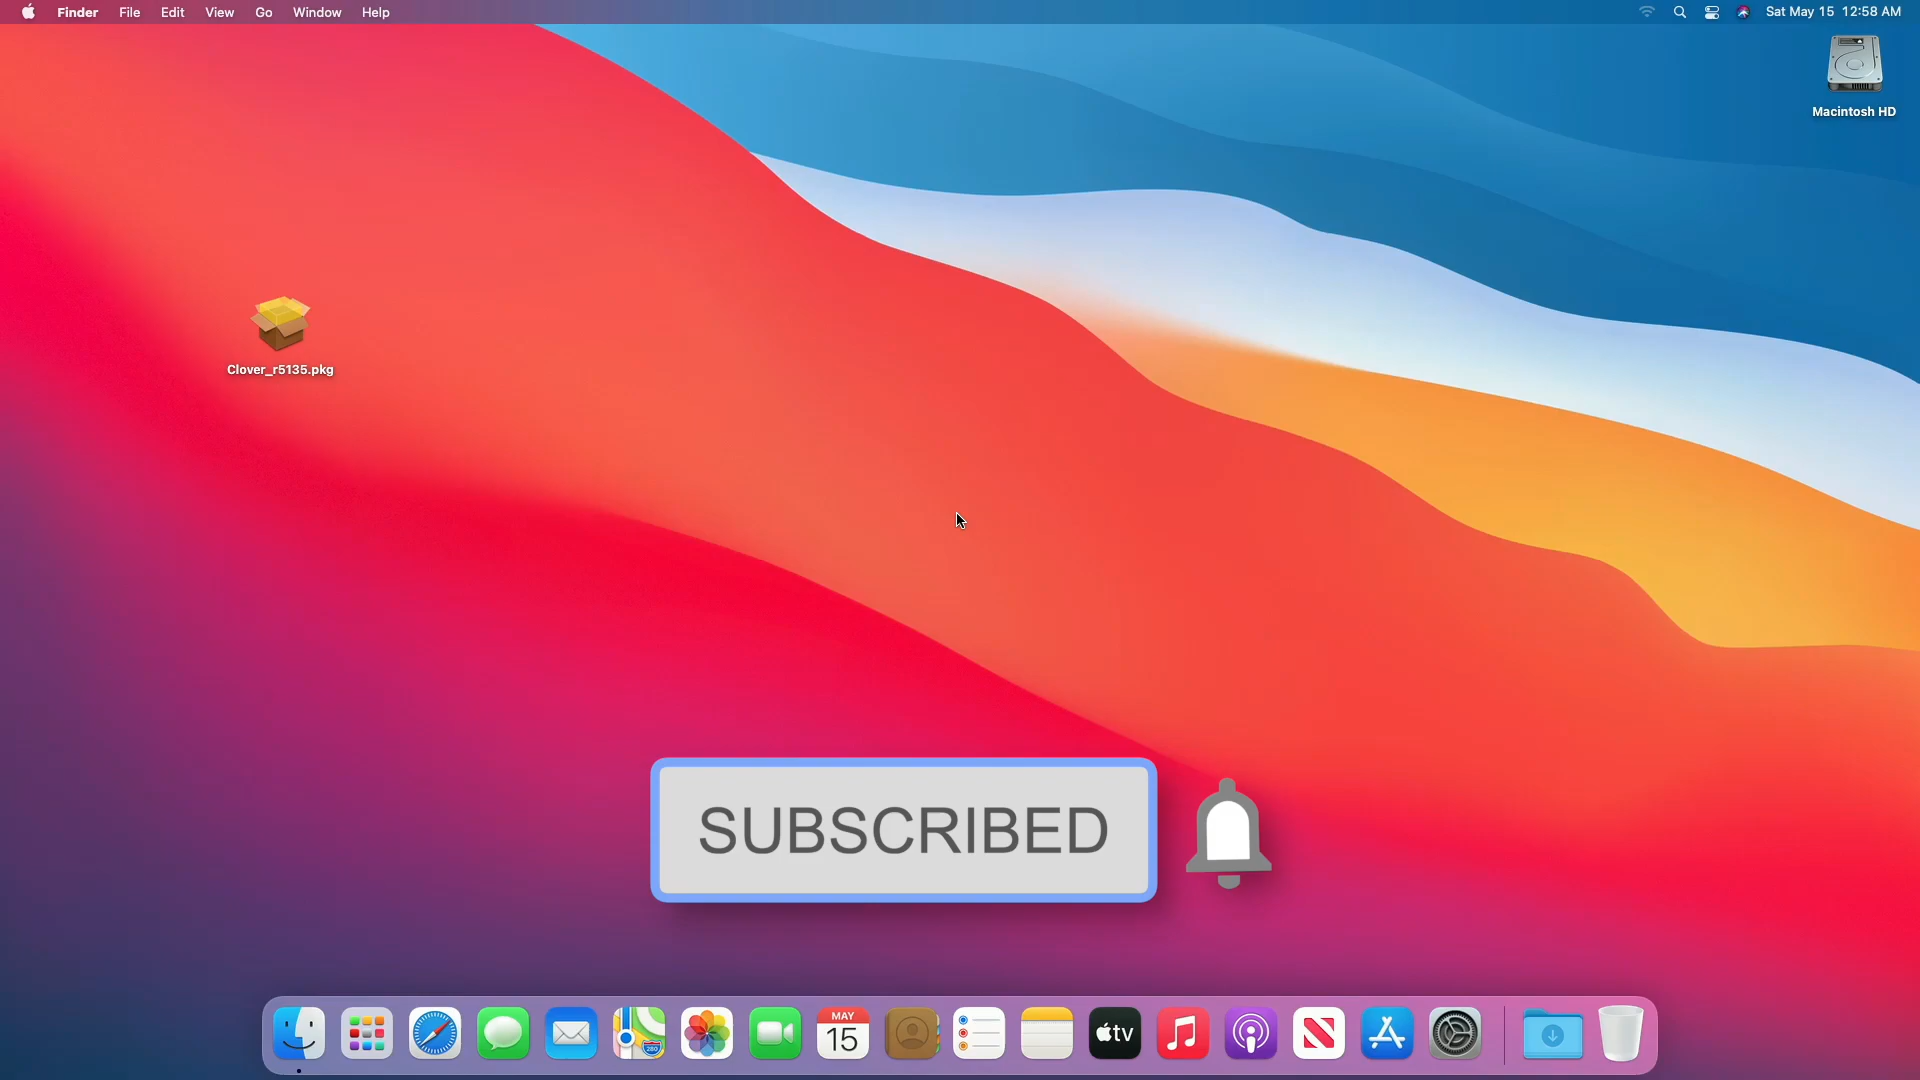 Finder File Edit View Go Window Help
Sat May 15 12:58 AM
Macintosh HD
Clover_r5135.pkg
SUBSCRIBED
MAY
15
280
tv